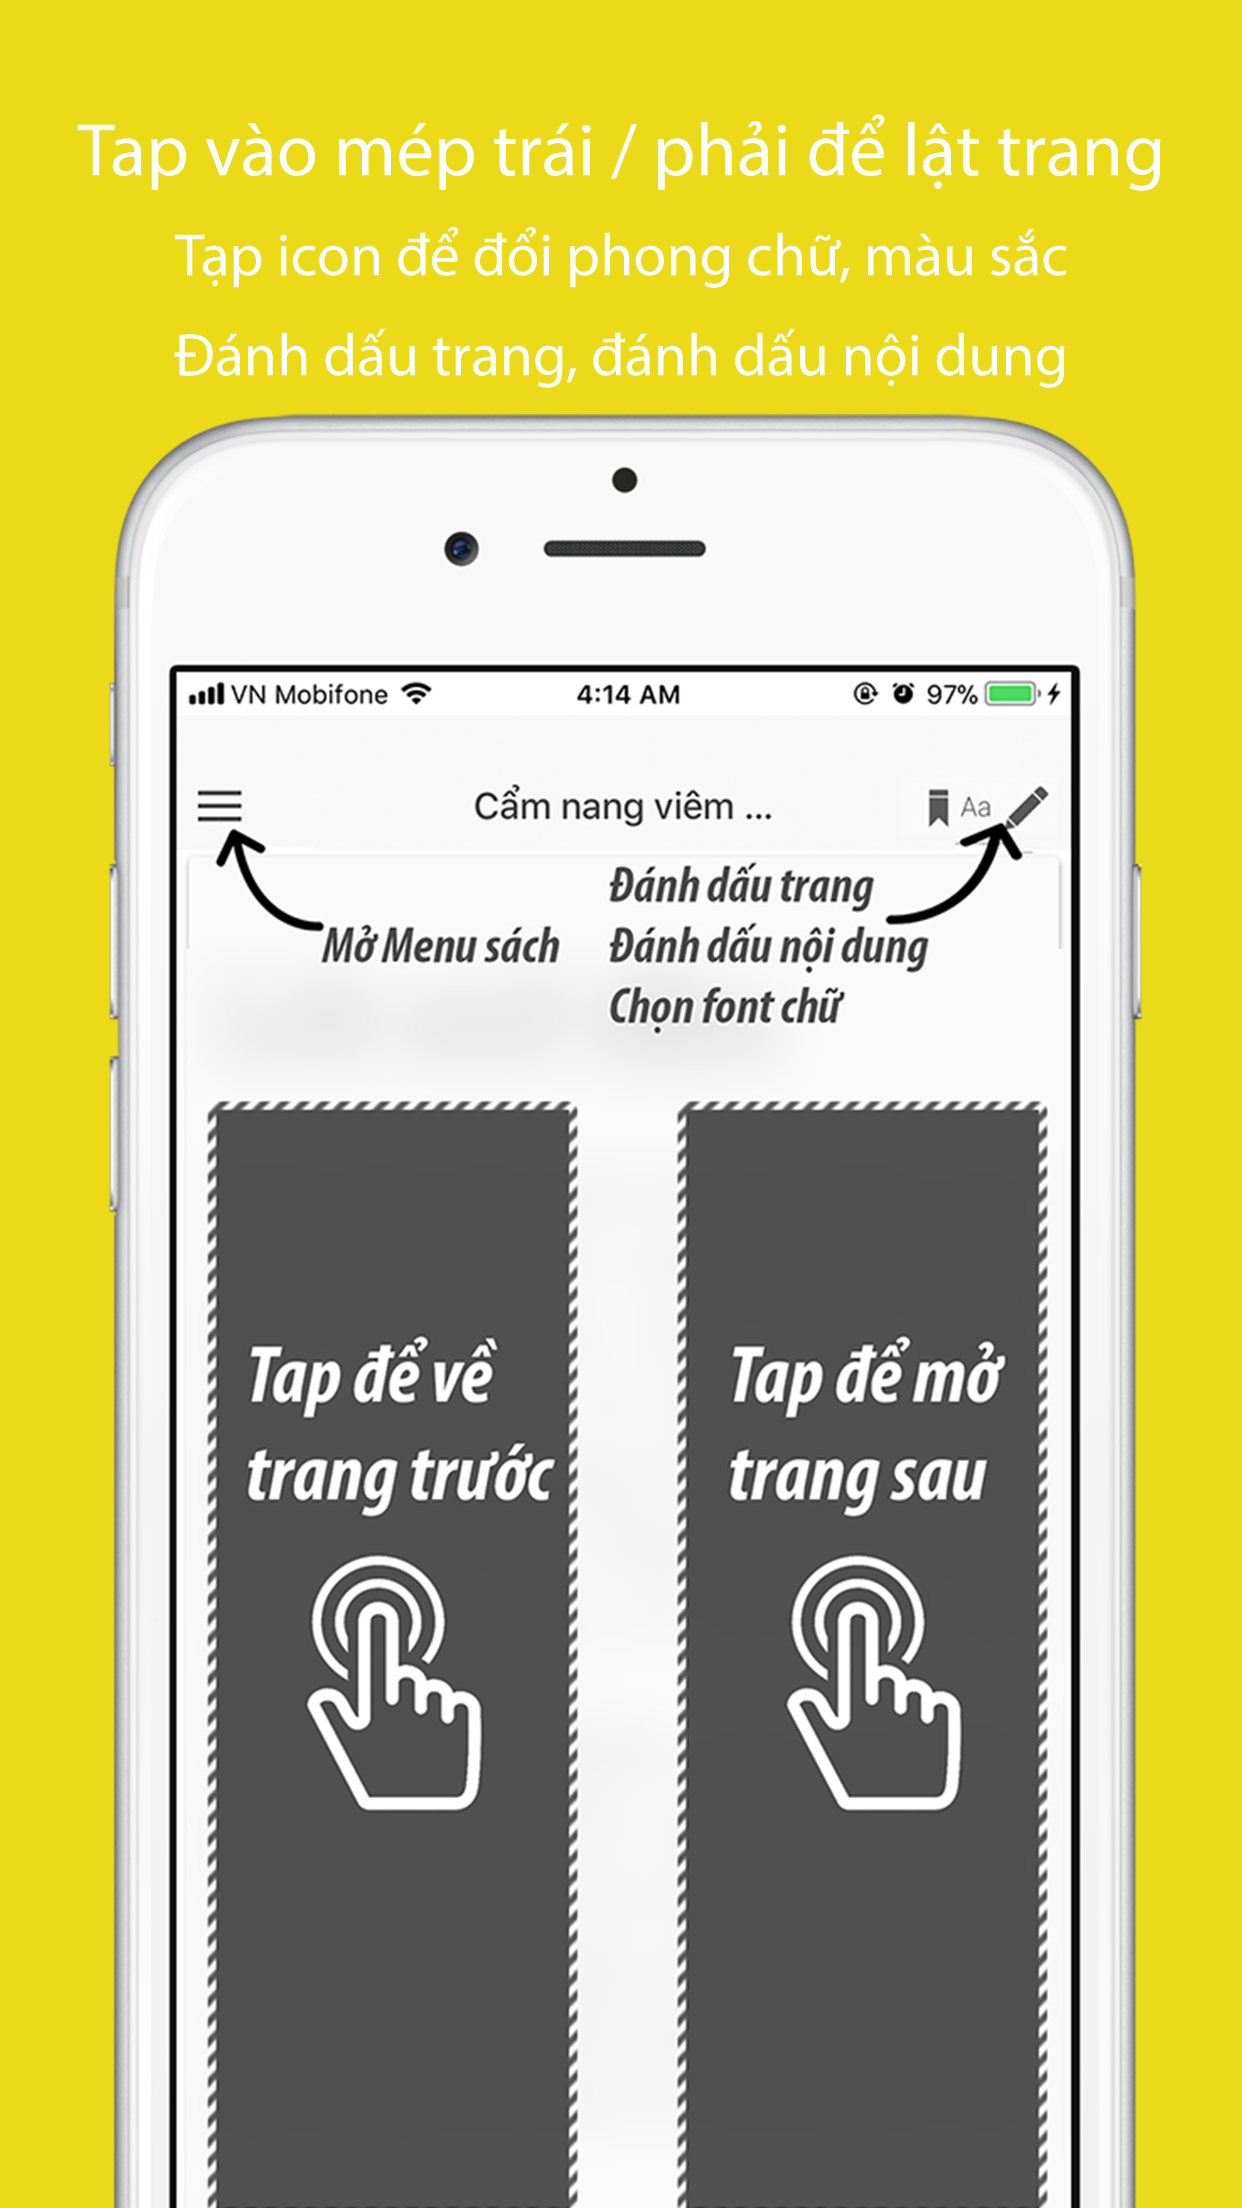 Tap vào mép trái / phải để lật trang
Tạp icon để đổi phong chữ, màu sắc
Đánh dấu trang, đánh dấu nội dung
VN Mobifone 4:14 AM 97%
Cẩm nang viêm ... Aa
Đánh dấu trang
Mở Menu sách
Đánh dấu nội dung
Chọn font chữ
Tap để về
trang trước
Tap để mở
trang sau